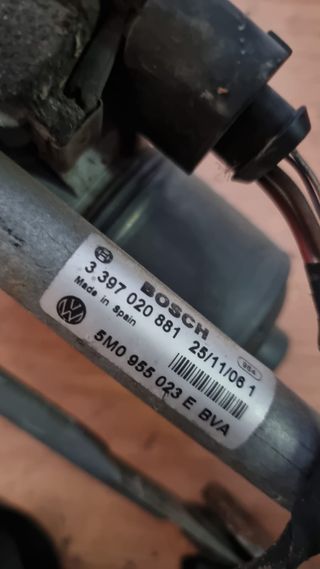 BOSCH
3 397 020 881 25/11/06 1
Made in Spain
5M0 955 023 E BVA